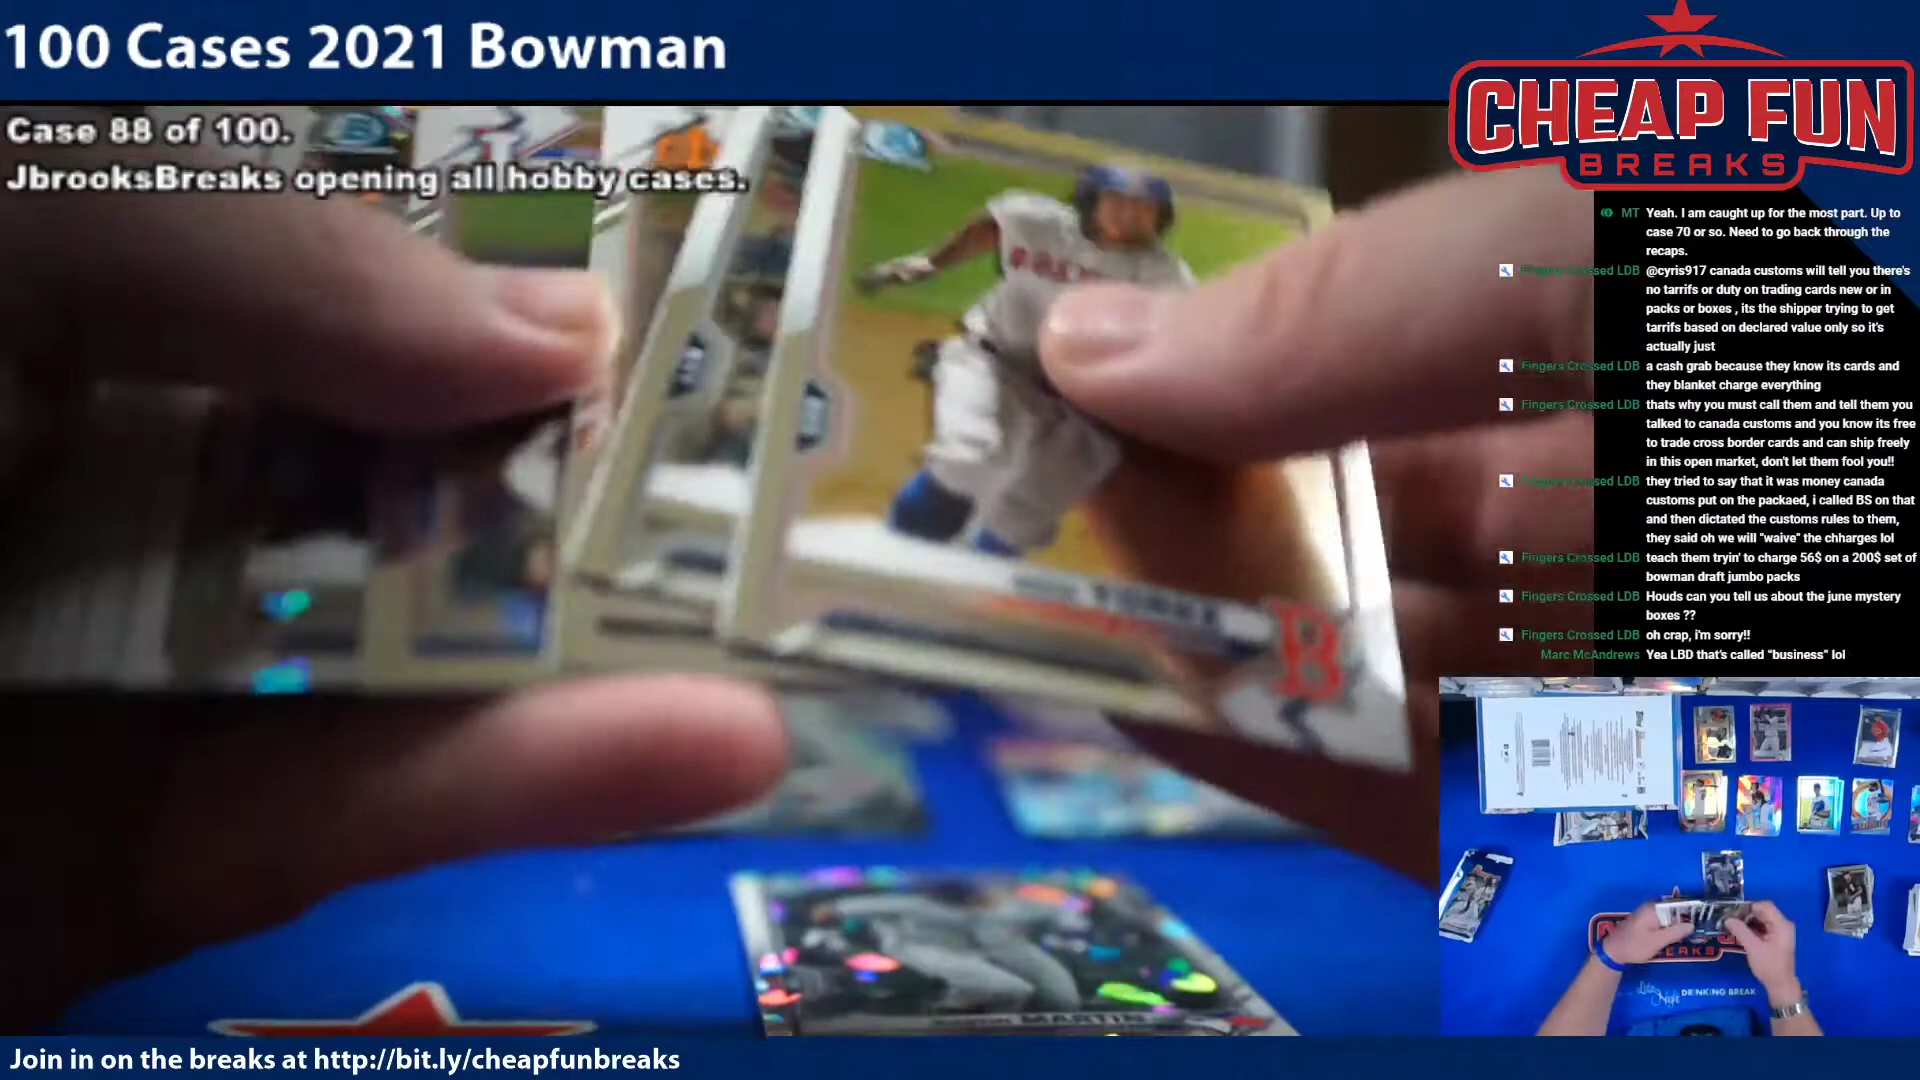 100 Cases 2021 Bowman
CHEAP FUN
BREAKS
Case 88 of 100.
JbrooksBreaks opening all hobby cases.
MT Yeah. I am caught up for the most part. Up to
case 70 or so. Need to go back through the
recaps.
Fingers Crossed LDB @cyris917 canada customs will tell you there's
no tarrifs or duty on trading cards new or in
packs or boxes , its the shipper trying to get
tarrifs based on declared value only so it's
actually just
Fingers Crossed LDB a cash grab because they know its cards and
they blanket charge everything
Fingers Crossed LDB thats why you must call them and tell them you
talked to canada customs and you know its free
to trade cross border cards and can ship freely
in this open market, don't let them fool you!!
Fingers Crossed LDB they tried to say that it was money canada
customs put on the packaed, i called BS on that
and then dictated the customs rules to them,
they said oh we will "waive" the chharges lol
Fingers Crossed LDB teach them tryin' to charge 56$ on a 200$ set of
bowman draft jumbo packs
Fingers Crossed LDB Houds can you tell us about the june mystery
boxes ??
Fingers Crossed LDB oh crap, i'm sorry!!
Marc McAndrews Yea LBD that's called “business” lol
B
MARTIN
BREAKS
DRINKING BREAK
Join in on the breaks at http://bit.ly/cheapfunbreaks